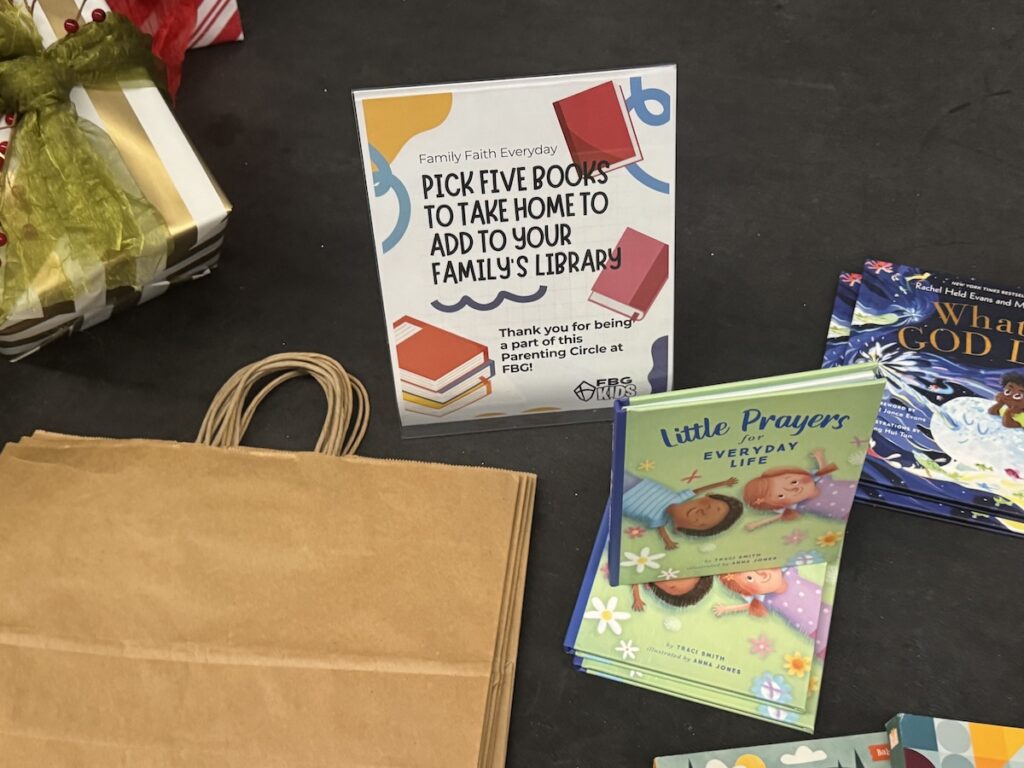 Family Faith Everyday
PICK FIVE BOOKS
TO TAKE HOME TO
ADD TO YOUR
FAMILY'S LIBRARY
Thank you for being
a part of this
Parenting Circle at
FBG!
FBG
KIDS
Little Prayers
for
EVERYDAY
LIFE
by TRACI SMITH
illustrated by ANNA JONES
by TRACI SMITH
illustrated by ANNA JONES
NEW YORK TIMES
Rachel Held Evans and M
What
GOD